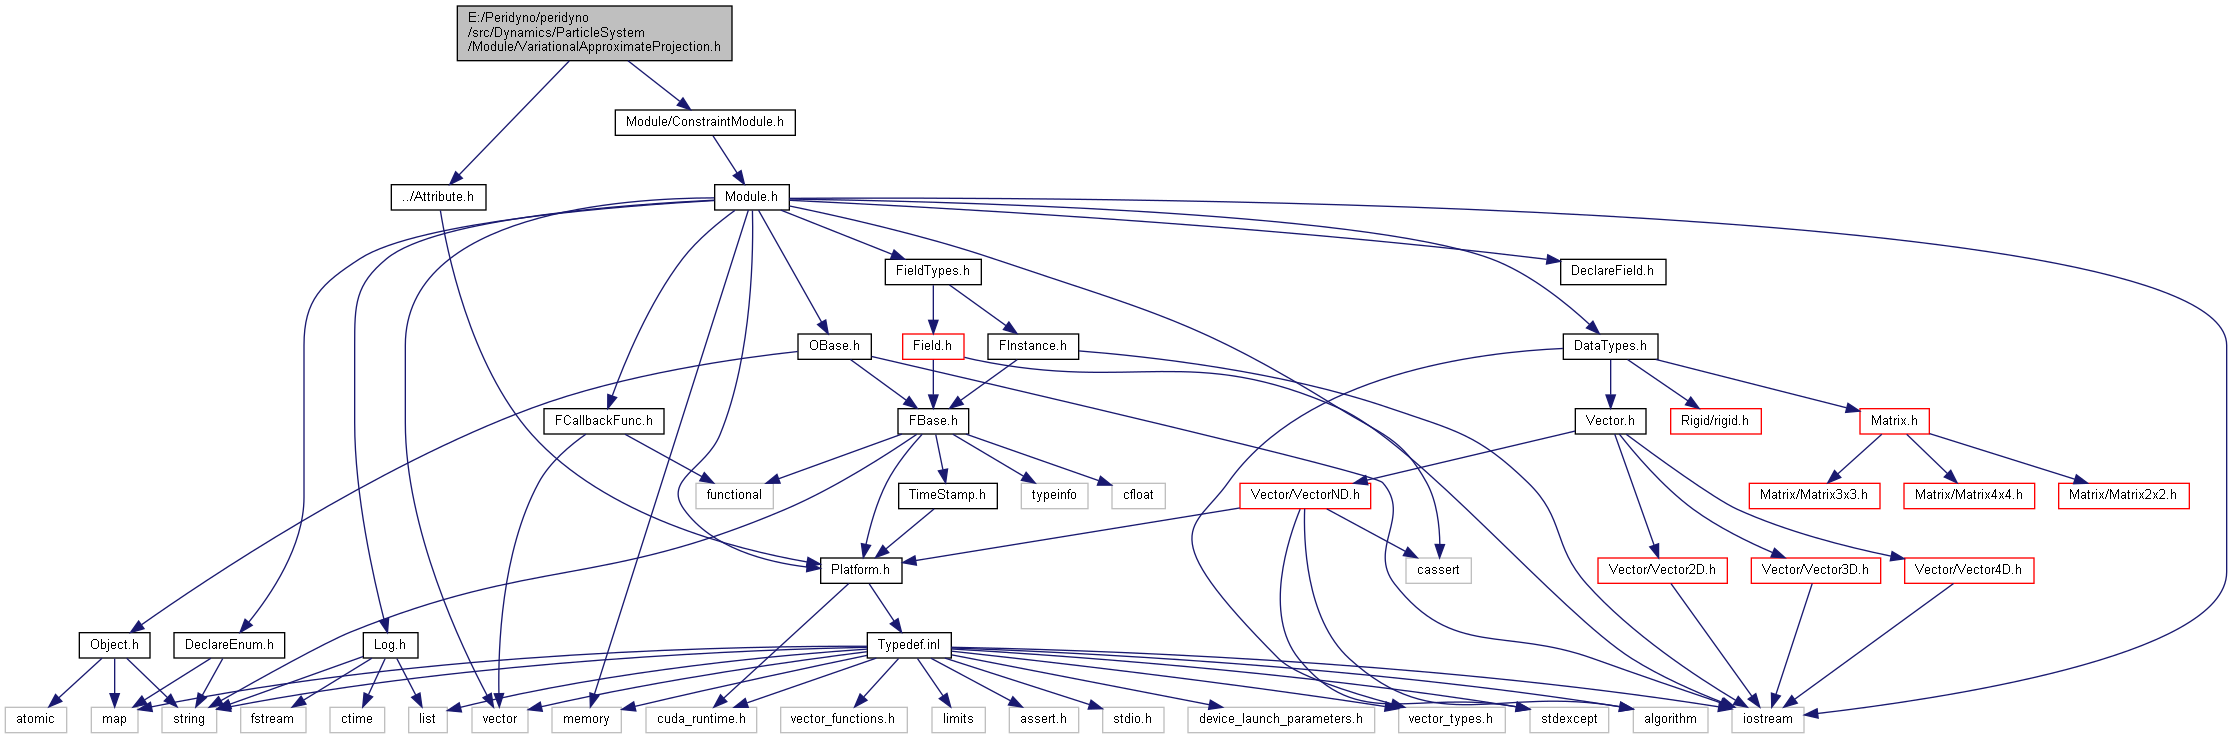 E:/Peridyno/peridyno
/src/Dynamics/ParticleSystem
/Module/VariationalApproximateProjection.h
Module/ConstraintModule.h
../Attribute.h
Module.h
FieldTypes.h
DeclareField.h
OBase.h
Field.h
FInstance.h
DataTypes.h
FCallbackFunc.h
FBase.h
Vector.h
Rigid/rigid.h
Matrix.h
functional
TimeStamp.h
typeinfo
cfloat
Vector/VectorND.h
Matrix/Matrix3x3.h
Matrix/Matrix4x4.h
Matrix/Matrix2x2.h
Platform.h
cassert
Vector/Vector2D.h
Vector/Vector3D.h
Vector/Vector4D.h
Object.h
DeclareEnum.h
Log.h
Typedef.inl
atomic
map
string
fstream
ctime
list
vector
memory
cuda_runtime.h
vector_functions.h
limits
assert.h
stdio.h
device_launch_parameters.h
vector_types.h
stdexcept
algorithm
iostream